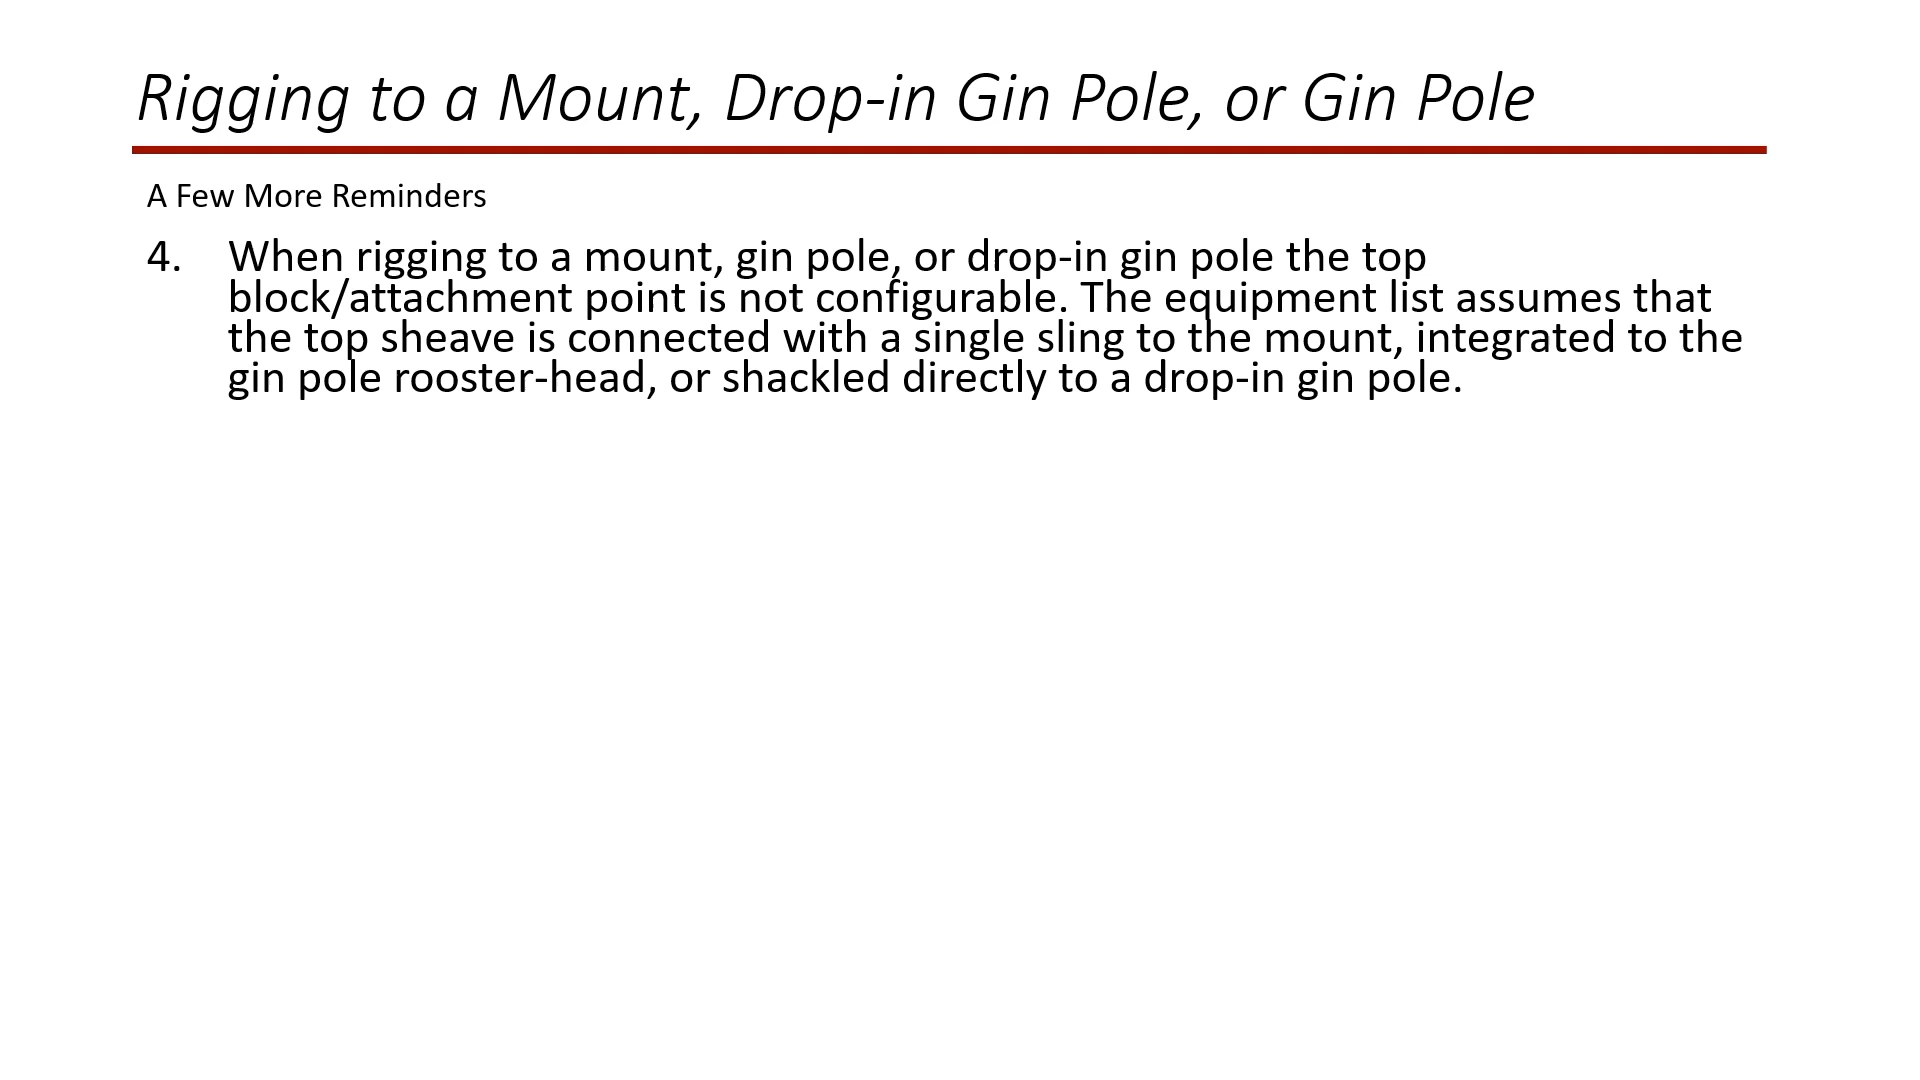 Rigging to a Mount, Drop-in Gin Pole, or Gin Pole
A Few More Reminders
4. When rigging to a mount, gin pole, or drop-in gin pole the top
block/attachment point is not configurable. The equipment list assumes that
the top sheave is connected with a single sling to the mount, integrated to the
gin pole rooster-head, or shackled directly to a drop-in gin pole.